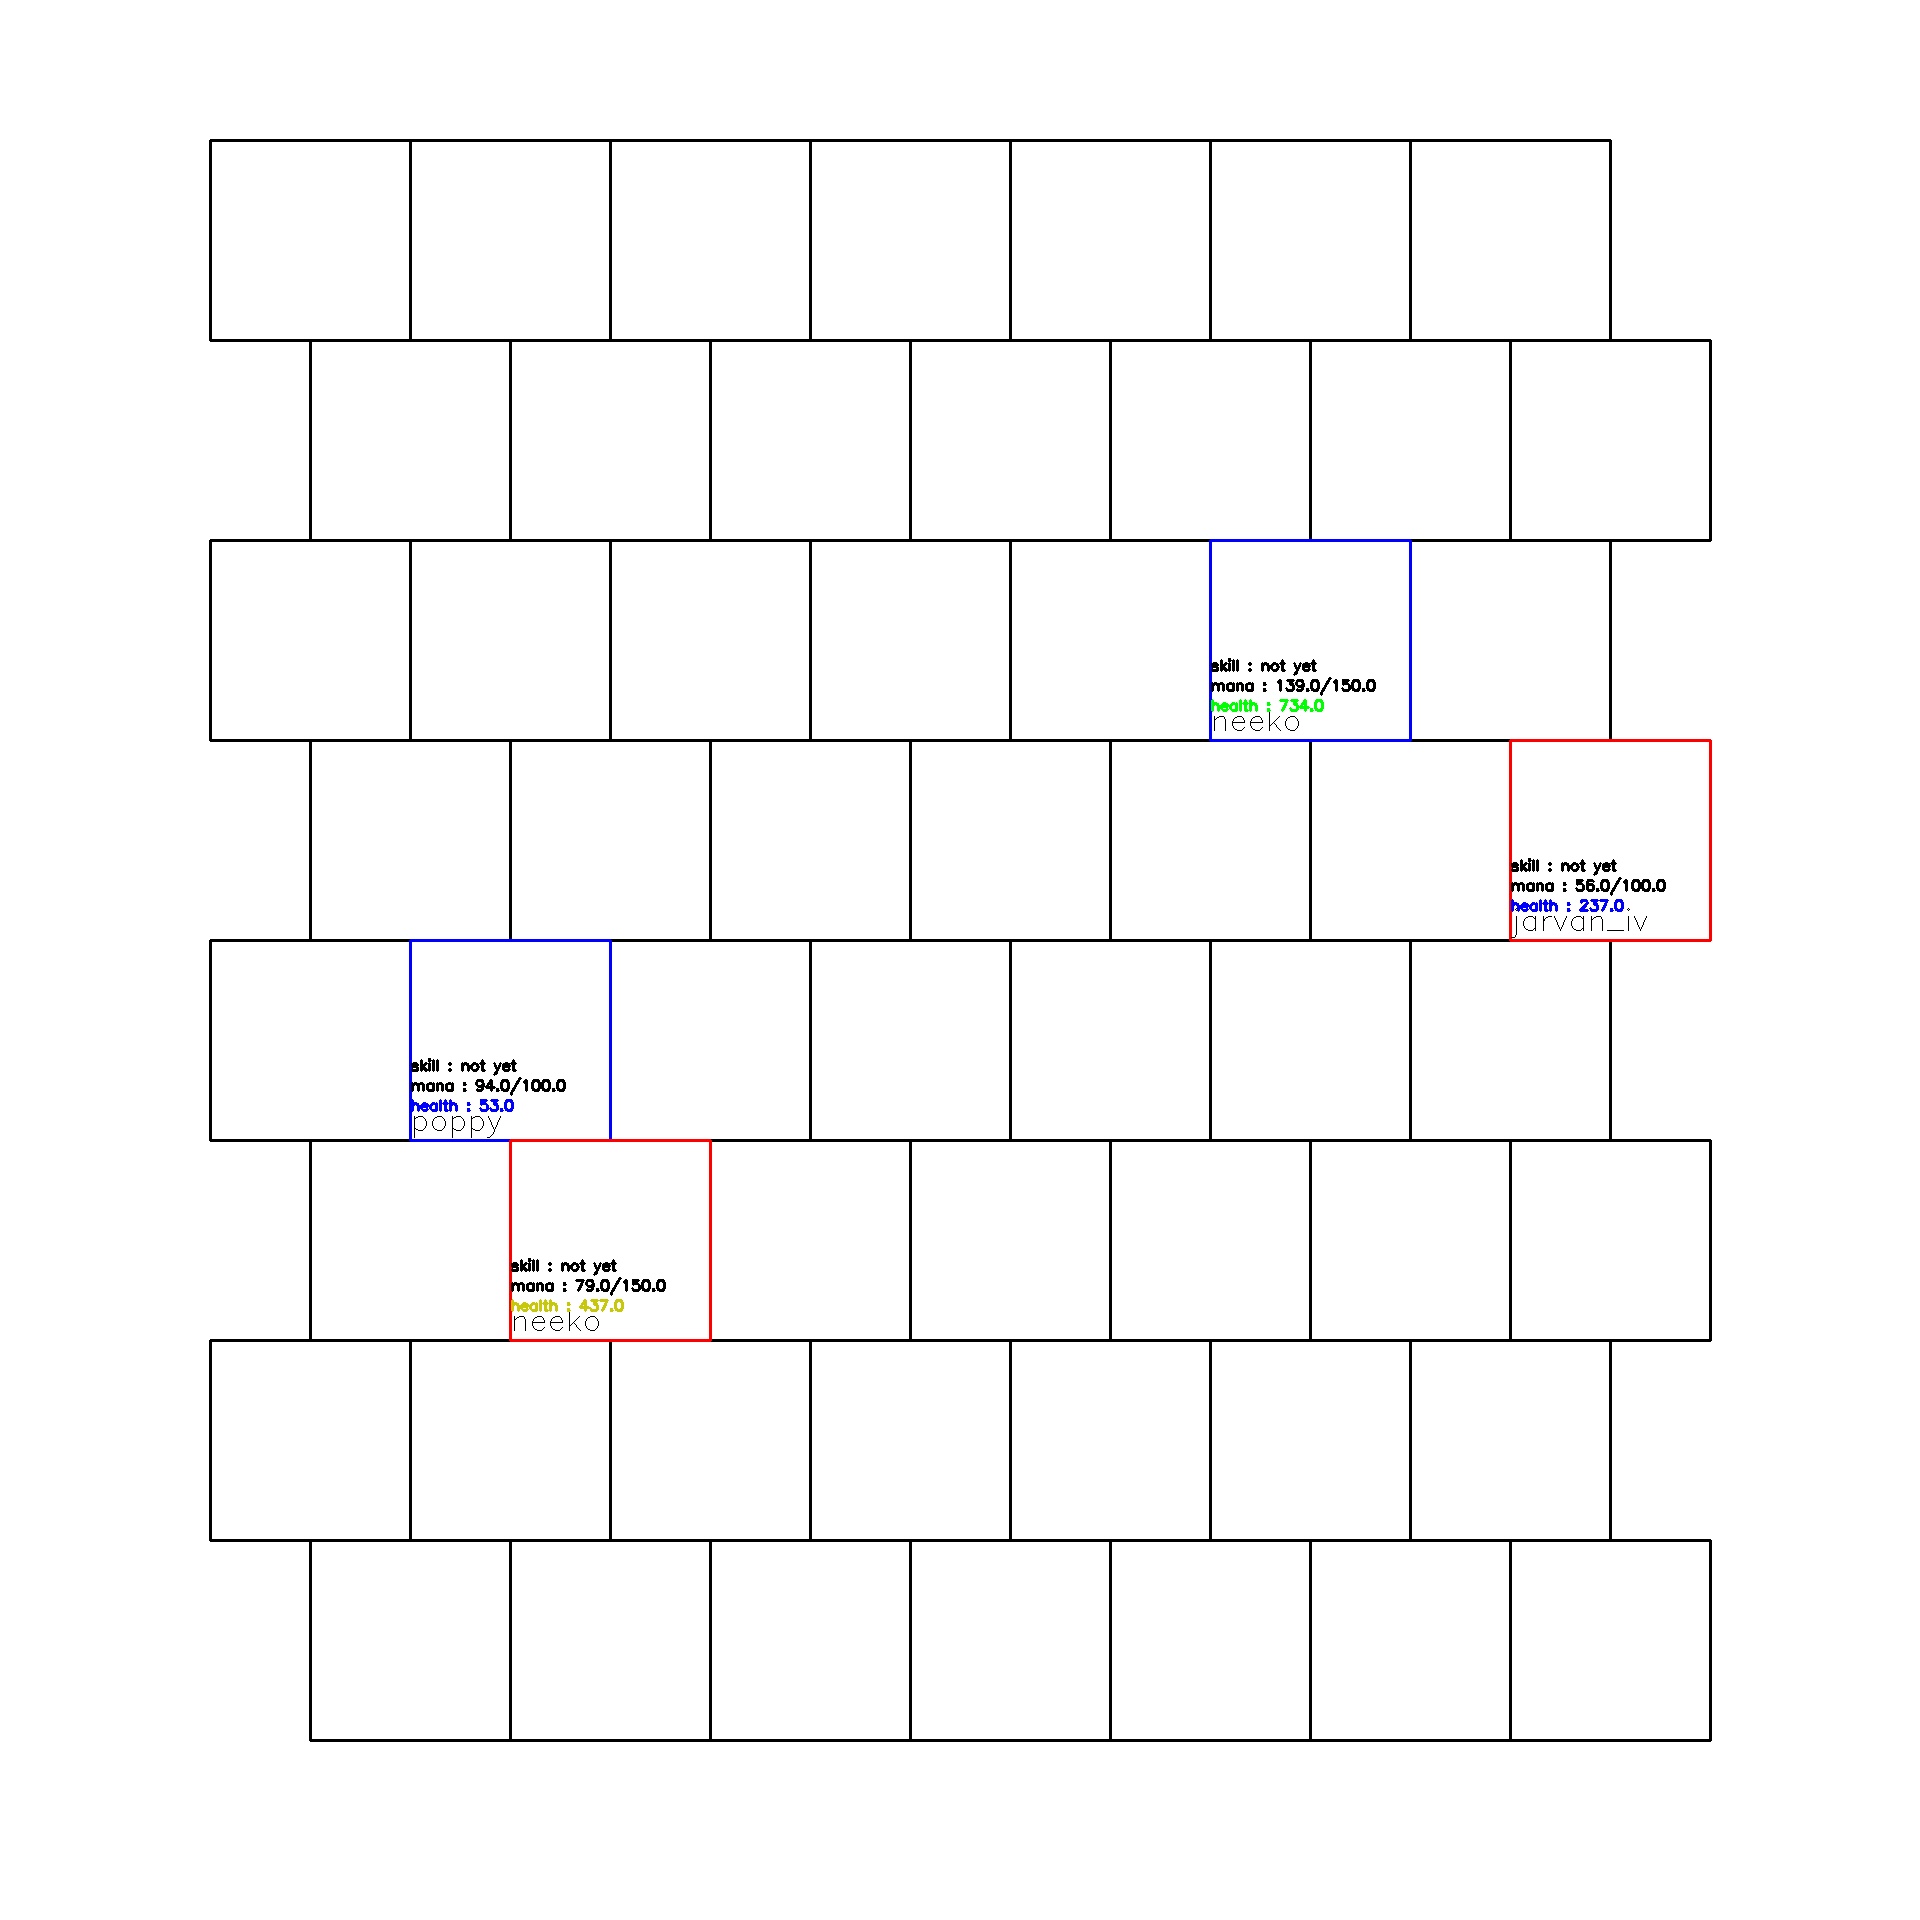 skill : not yet
mana : 139.0/150.0
health : 734.0
neeko
skill : not yet
mana : 56.0/100.0
health : 237.0
jarvan_iv
skill : not yet
mana : 94.0/100.0
health : 53.0
poppy
skill : not yet
mana : 79.0/150.0
health : 437.0
neeko